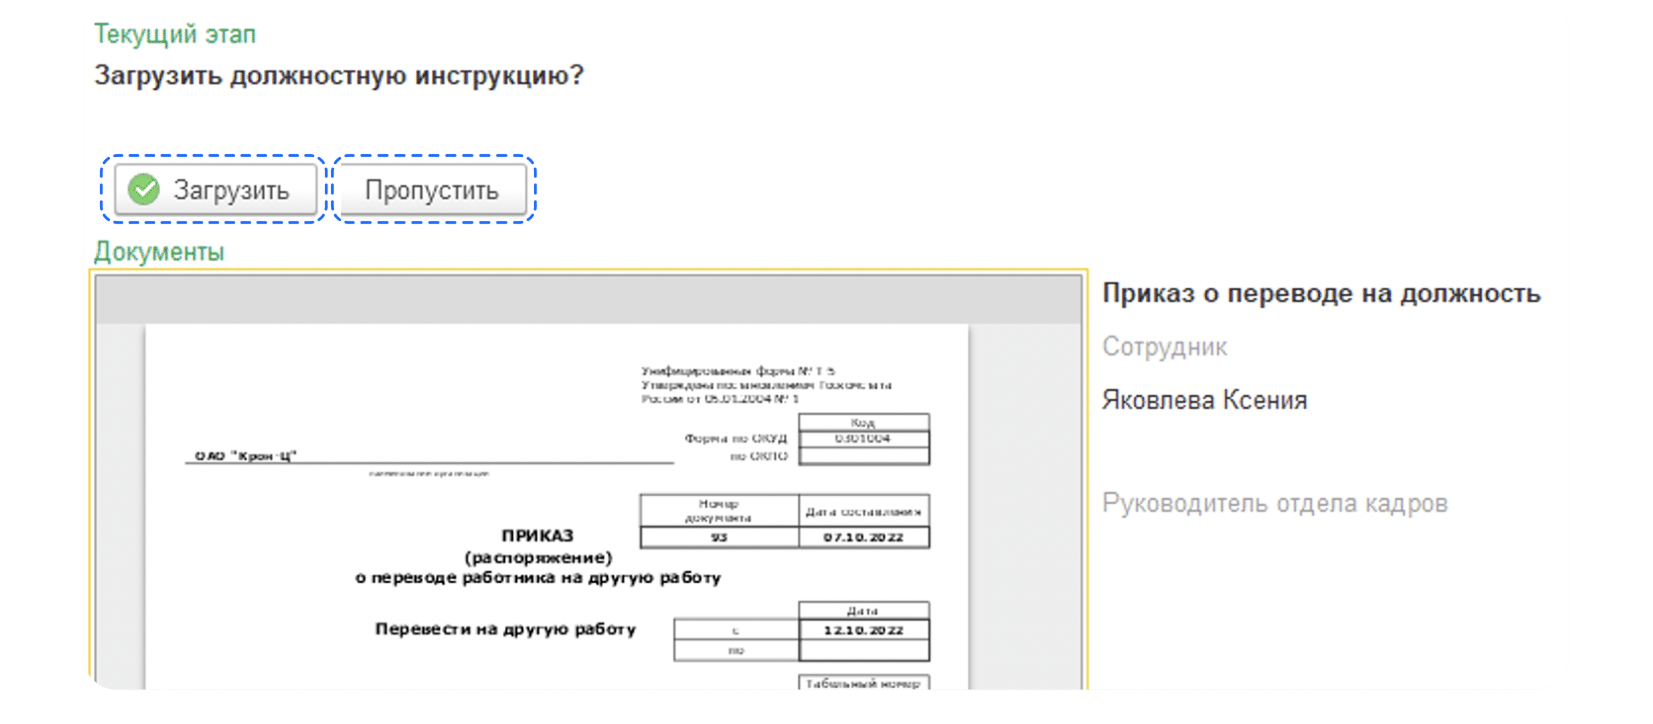 Текущий этап
Загрузить должностную инструкцию?
Загрузить
Пропустить
Документы
Унифицированная форма № Т-5
Утверждена постановлением Госкомстата
России от 05.01.2004 № 1
Код
Форма по ОКУД
0301004
по ОКПО
ОАО "Крон-Ц"
наименование организации
Номер документа
Дата составления
93
07.10.2022
ПРИКАЗ
(распоряжение)
о переводе работника на другую работу
Дата
Перевести на другую работу
с
12.10.2022
по
Табельный номер
Приказ о переводе на должность
Сотрудник
Яковлева Ксения
Руководитель отдела кадров